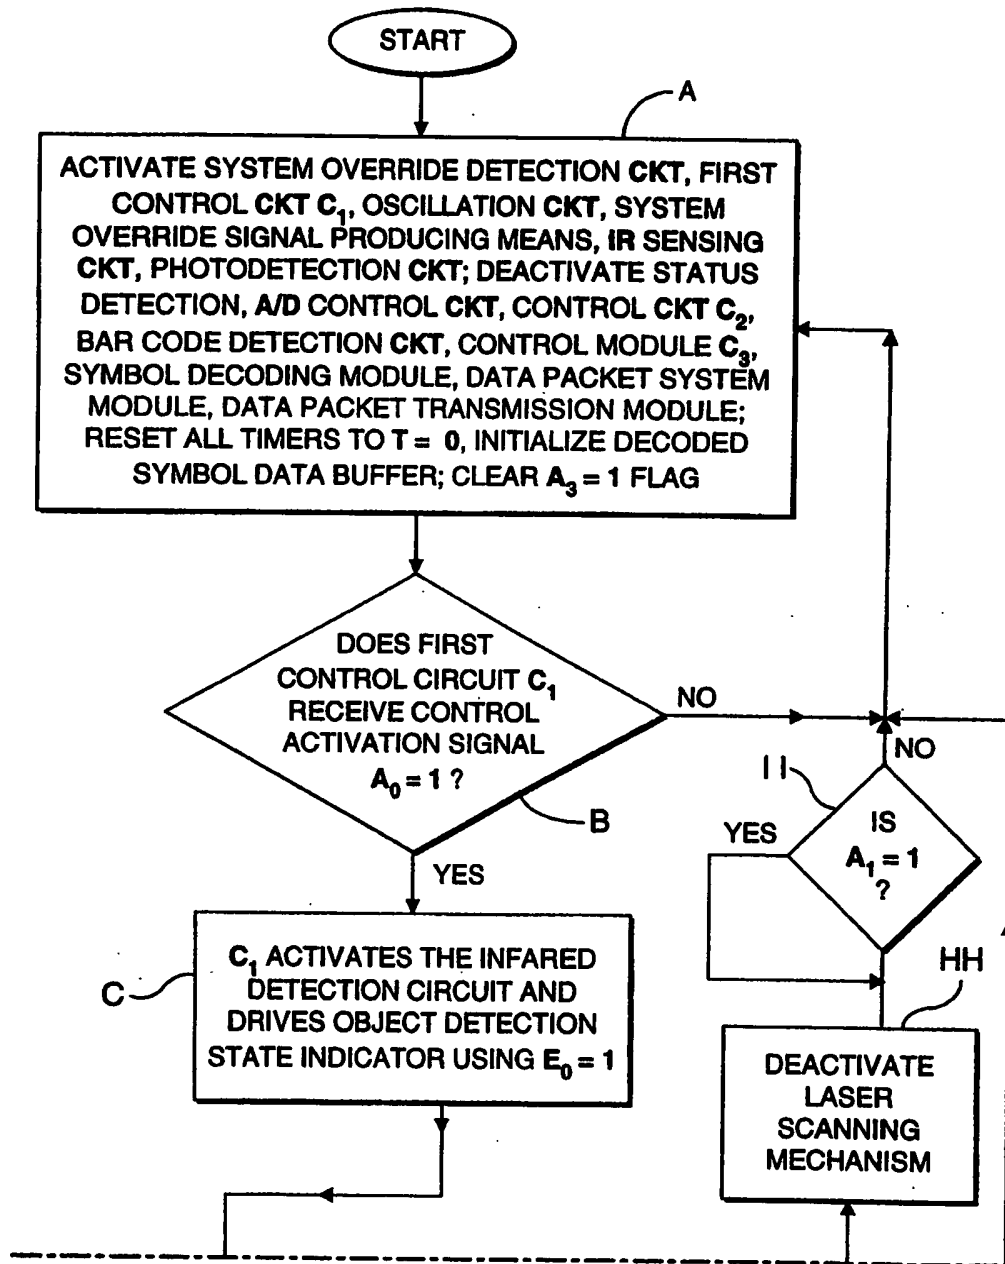 START
A
ACTIVATE SYSTEM OVERRIDE DETECTION CKT, FIRST
CONTROL CKT C₁, OSCILLATION CKT, SYSTEM
OVERRIDE SIGNAL PRODUCING MEANS, IR SENSING
CKT, PHOTODETECTION CKT; DEACTIVATE STATUS
DETECTION, A/D CONTROL CKT, CONTROL CKT C₂,
BAR CODE DETECTION CKT, CONTROL MODULE C₃,
SYMBOL DECODING MODULE, DATA PACKET SYSTEM
MODULE, DATA PACKET TRANSMISSION MODULE;
RESET ALL TIMERS TO T = 0, INITIALIZE DECODED
SYMBOL DATA BUFFER; CLEAR A₃ = 1 FLAG
DOES FIRST
CONTROL CIRCUIT C₁
RECEIVE CONTROL
ACTIVATION SIGNAL
A₀ = 1 ?
NO
B
YES
C₁ ACTIVATES THE INFARED
DETECTION CIRCUIT AND
DRIVES OBJECT DETECTION
STATE INDICATOR USING E₀ = 1
C
NO
II
YES
IS
A₁ = 1
?
HH
DEACTIVATE
LASER
SCANNING
MECHANISM